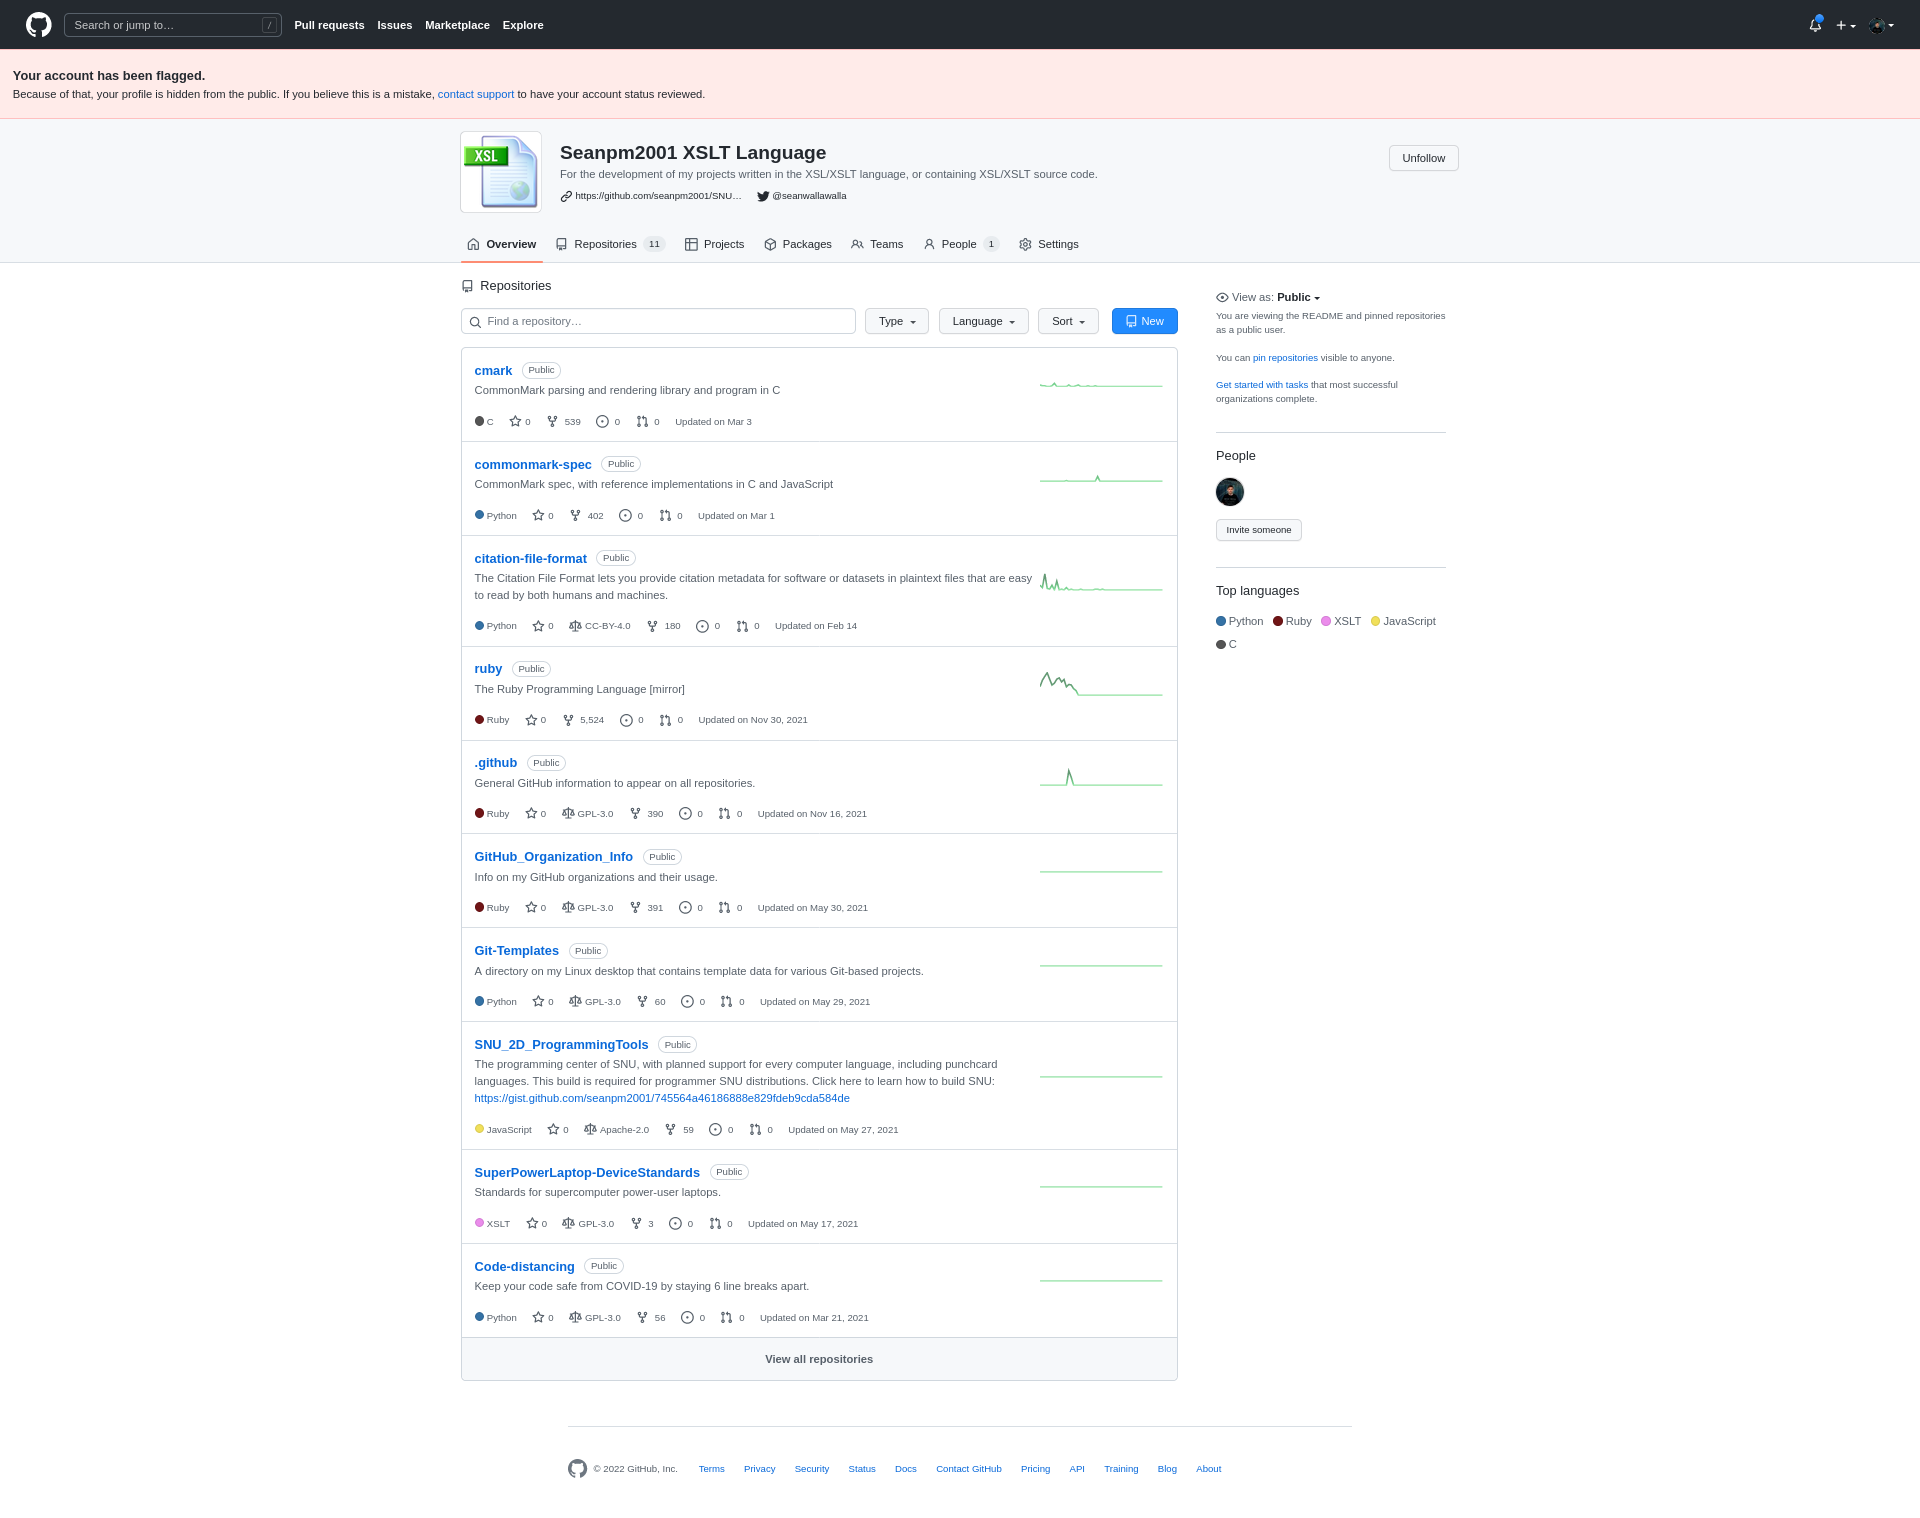 Search or jump to… /
Pull requests Issues Marketplace Explore
Your account has been flagged.
Because of that, your profile is hidden from the public. If you believe this is a mistake, contact support to have your account status reviewed.
XSL
Seanpm2001 XSLT Language
Unfollow
For the development of my projects written in the XSL/XSLT language, or containing XSL/XSLT source code.
https://github.com/seanpm2001/SNU… @seanwallawalla
Overview Repositories 11 Projects Packages Teams People 1 Settings
Repositories
Find a repository… Type Language Sort New
cmark Public
CommonMark parsing and rendering library and program in C
C 0 539 0 0 Updated on Mar 3
commonmark-spec Public
CommonMark spec, with reference implementations in C and JavaScript
Python 0 402 0 0 Updated on Mar 1
citation-file-format Public
The Citation File Format lets you provide citation metadata for software or datasets in plaintext files that are easy
to read by both humans and machines.
Python 0 CC-BY-4.0 180 0 0 Updated on Feb 14
ruby Public
The Ruby Programming Language [mirror]
Ruby 0 5,524 0 0 Updated on Nov 30, 2021
.github Public
General GitHub information to appear on all repositories.
Ruby 0 GPL-3.0 390 0 0 Updated on Nov 16, 2021
GitHub_Organization_Info Public
Info on my GitHub organizations and their usage.
Ruby 0 GPL-3.0 391 0 0 Updated on May 30, 2021
Git-Templates Public
A directory on my Linux desktop that contains template data for various Git-based projects.
Python 0 GPL-3.0 60 0 0 Updated on May 29, 2021
SNU_2D_ProgrammingTools Public
The programming center of SNU, with planned support for every computer language, including punchcard
languages. This build is required for programmer SNU distributions. Click here to learn how to build SNU:
https://gist.github.com/seanpm2001/745564a46186888e829fdeb9cda584de
JavaScript 0 Apache-2.0 59 0 0 Updated on May 27, 2021
SuperPowerLaptop-DeviceStandards Public
Standards for supercomputer power-user laptops.
XSLT 0 GPL-3.0 3 0 0 Updated on May 17, 2021
Code-distancing Public
Keep your code safe from COVID-19 by staying 6 line breaks apart.
Python 0 GPL-3.0 56 0 0 Updated on Mar 21, 2021
View all repositories
View as: Public
You are viewing the README and pinned repositories
as a public user.
You can pin repositories visible to anyone.
Get started with tasks that most successful
organizations complete.
People
Invite someone
Top languages
Python Ruby XSLT JavaScript
C
© 2022 GitHub, Inc. Terms Privacy Security Status Docs Contact GitHub Pricing API Training Blog About